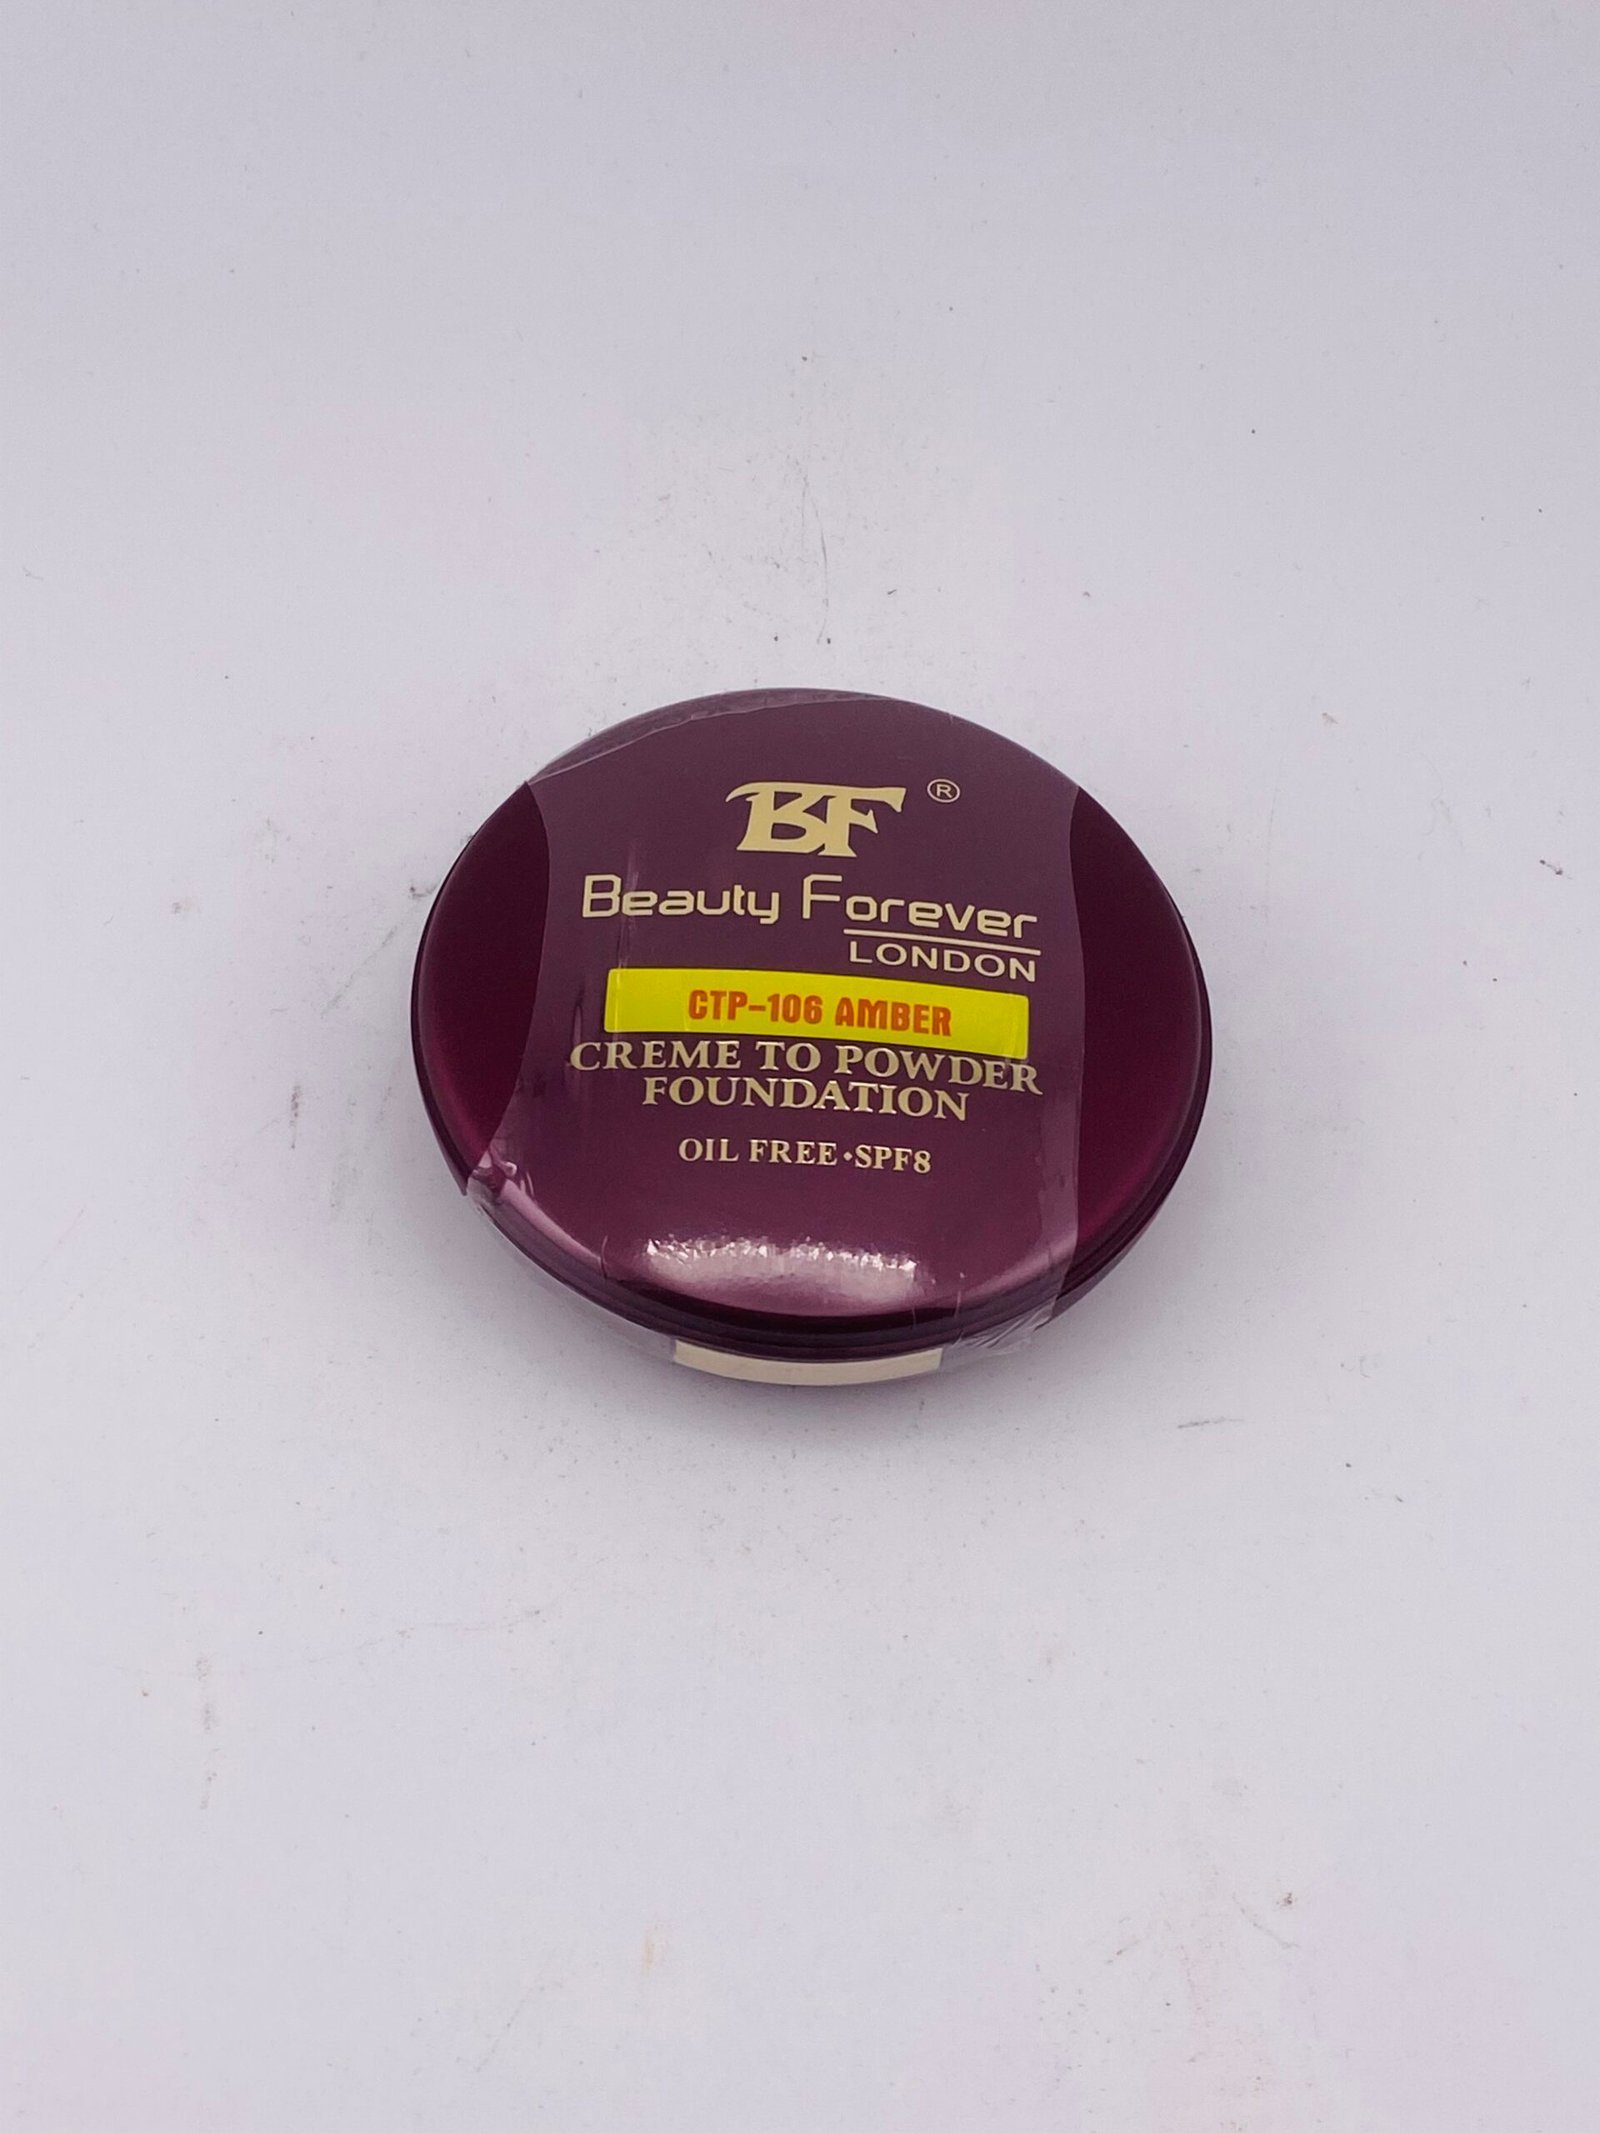 BF ®
Beauty Forever
LONDON
CTP-106 AMBER
CREME TO POWDER
FOUNDATION
OIL FREE·SPF8